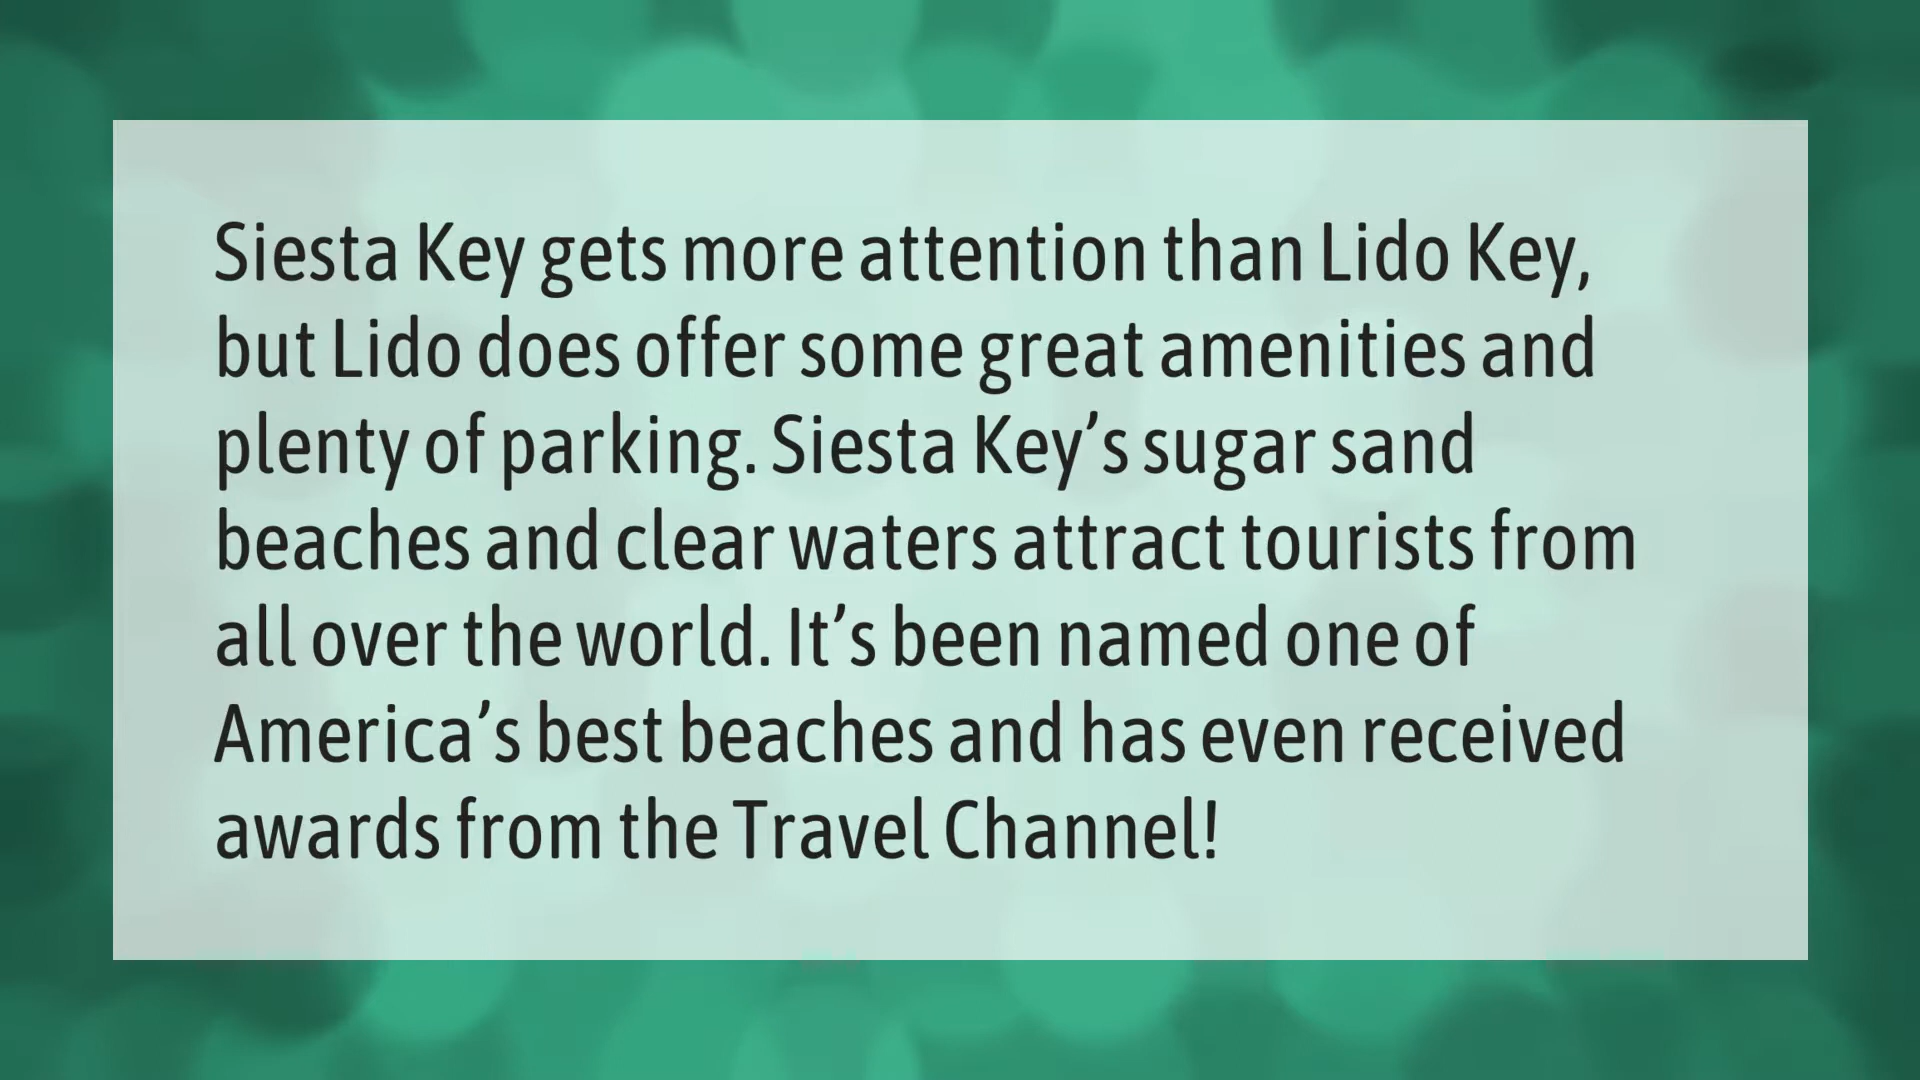 Siesta Key gets more attention than Lido Key,
but Lido does offer some great amenities and
plenty of parking. Siesta Key’s sugar sand
beaches and clear waters attract tourists from
all over the world. It’s been named one of
America’s best beaches and has even received
awards from the Travel Channel!